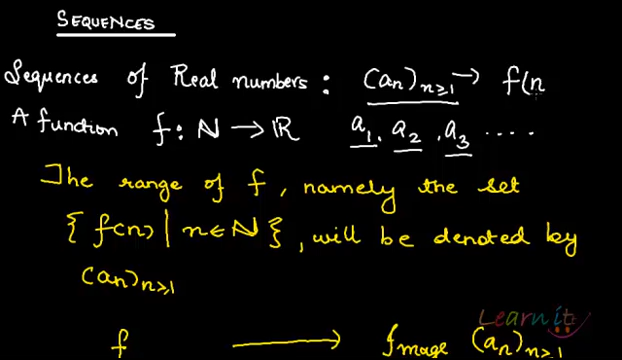 SEQUENCES
Sequences of Real numbers : (an)n≥1 → f(n
A function f : N → R a1, a2, a3 ....
The range of f, namely the set
{ f(n) | n ∈ N }, will be denoted by
(an)n≥1
f → Image (an)n≥1
Learnit